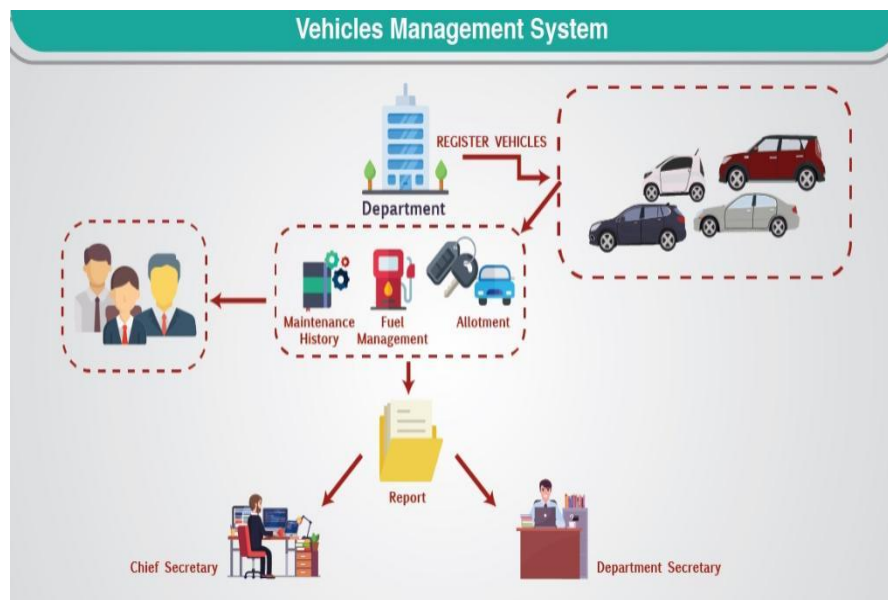 Vehicles Management System
REGISTER VEHICLES
Department
Maintenance
History
Fuel
Management
Allotment
Report
Chief Secretary
Department Secretary